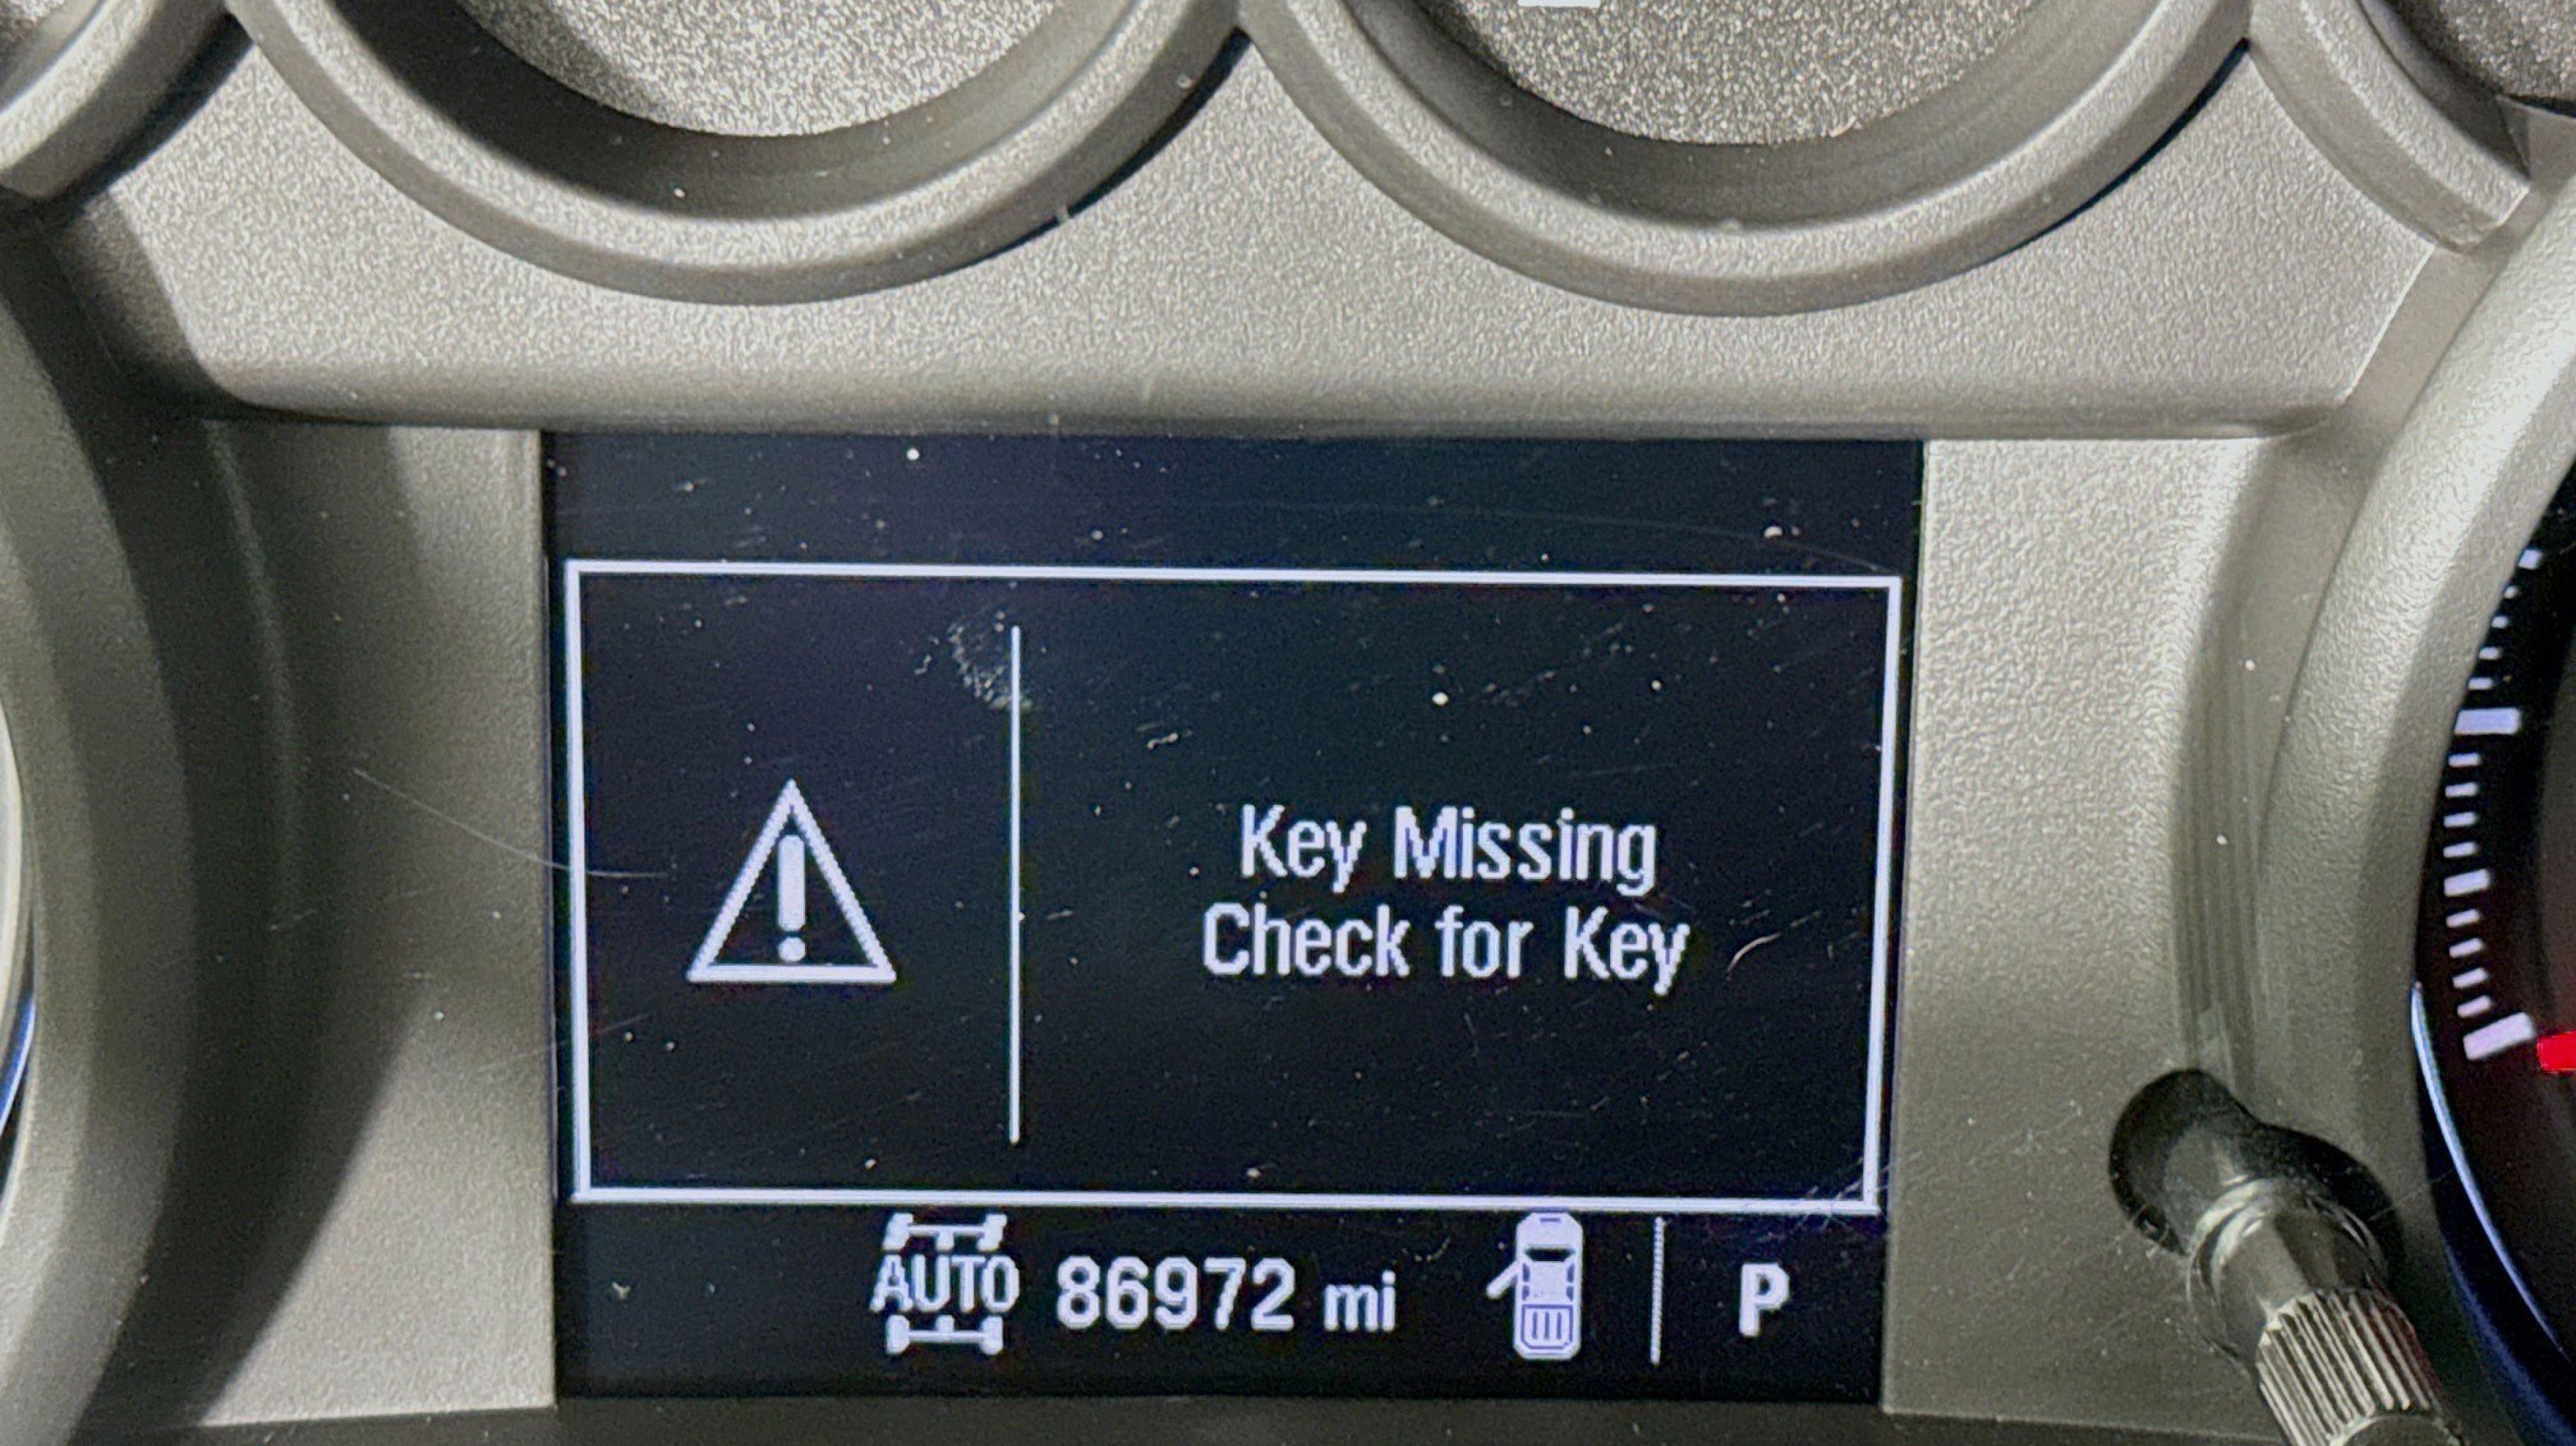 Key Missing
Check for Key
AUTO 86972 mi P